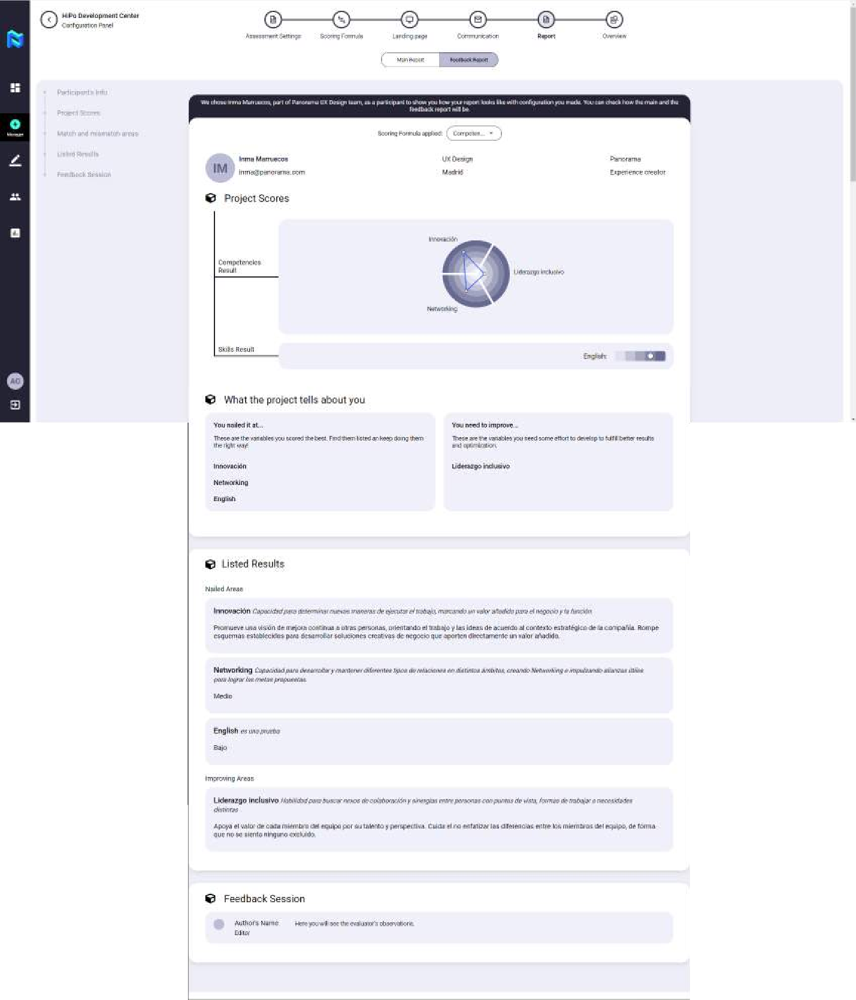 HiPo Development Center
Configuration Panel
Assessment Settings
Scoring Formula
Landing page
Communication
Report
Overview
Main Report
Feedback Report
Participant's Info
Project Scores
Match and mismatch areas
Listed Results
Feedback Session
Manager
AO
We chose Inma Marruecos, part of Panorama UX Design team, as a participant to show you how your report looks like with configuration you made. You can check how the main and the
feedback report will be.
Scoring Formula applied:
Competen...
IM
Inma Marruecos
inma@panorama.com
UX Design
Madrid
Panorama
Experience creator
Project Scores
Competencies
Result
Innovación
Liderazgo inclusivo
Networking
Skills Result
English:
What the project tells about you
You nailed it at...
These are the variables you scored the best. Find them listed an keep doing them
the right way!
Innovación
Networking
English
You need to improve...
These are the variables you need some effort to develop to fulfill better results
and optimization.
Liderazgo inclusivo
Listed Results
Nailed Areas
Innovación Capacidad para determinar nuevas maneras de ejecutar el trabajo, marcando un valor añadido para el negocio y la función
Promueve una visión de mejora continua a otras personas, orientando el trabajo y las ideas de acuerdo al contexto estratégico de la compañía. Rompe
esquemas establecidos para desarrollar soluciones creativas de negocio que aporten directamente un valor añadido.
Networking Capacidad para desarrollar y mantener diferentes tipos de relaciones en distintos ámbitos, creando Networking e impulsando alianzas útiles
para lograr las metas propuestas.
Medio
English es una prueba
Bajo
Improving Areas
Liderazgo inclusivo Habilidad para buscar nexos de colaboración y sinergias entre personas con puntos de vista, formas de trabajar o necesidades
distintas
Apoya el valor de cada miembro del equipo por su talento y perspectiva. Cuida el no enfatizar las diferencias entre los miembros del equipo, de forma
que no se sienta ninguno excluido.
Feedback Session
Author's Name
Editor
Here you will see the evaluator's observations.